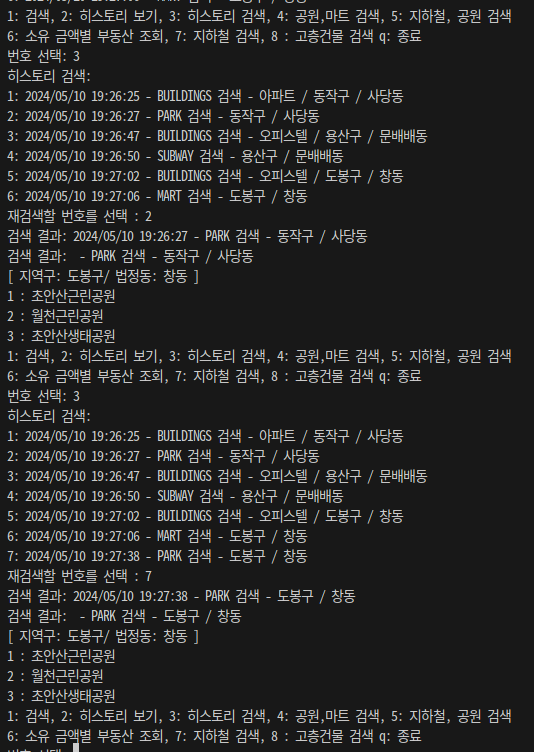 1: 검색, 2: 히스토리 보기, 3: 히스토리 검색, 4: 공원,마트 검색, 5: 지하철, 공원 검색
6: 소유 금액별 부동산 조회, 7: 지하철 검색, 8 : 고층건물 검색 q: 종료
번호 선택: 3
히스토리 검색:
1: 2024/05/10 19:26:25 - BUILDINGS 검색 - 아파트 / 동작구 / 사당동
2: 2024/05/10 19:26:27 - PARK 검색 - 동작구 / 사당동
3: 2024/05/10 19:26:47 - BUILDINGS 검색 - 오피스텔 / 용산구 / 문배배동
4: 2024/05/10 19:26:50 - SUBWAY 검색 - 용산구 / 문배배동
5: 2024/05/10 19:27:02 - BUILDINGS 검색 - 오피스텔 / 도봉구 / 창동
6: 2024/05/10 19:27:06 - MART 검색 - 도봉구 / 창동
재검색할 번호를 선택 : 2
검색 결과: 2024/05/10 19:26:27 - PARK 검색 - 동작구 / 사당동
검색 결과:  - PARK 검색 - 동작구 / 사당동
[ 지역구: 도봉구/ 법정동: 창동 ]
1 : 초안산근린공원
2 : 월천근린공원
3 : 초안산생태공원
1: 검색, 2: 히스토리 보기, 3: 히스토리 검색, 4: 공원,마트 검색, 5: 지하철, 공원 검색
6: 소유 금액별 부동산 조회, 7: 지하철 검색, 8 : 고층건물 검색 q: 종료
번호 선택: 3
히스토리 검색:
1: 2024/05/10 19:26:25 - BUILDINGS 검색 - 아파트 / 동작구 / 사당동
2: 2024/05/10 19:26:27 - PARK 검색 - 동작구 / 사당동
3: 2024/05/10 19:26:47 - BUILDINGS 검색 - 오피스텔 / 용산구 / 문배배동
4: 2024/05/10 19:26:50 - SUBWAY 검색 - 용산구 / 문배배동
5: 2024/05/10 19:27:02 - BUILDINGS 검색 - 오피스텔 / 도봉구 / 창동
6: 2024/05/10 19:27:06 - MART 검색 - 도봉구 / 창동
7: 2024/05/10 19:27:38 - PARK 검색 - 도봉구 / 창동
재검색할 번호를 선택 : 7
검색 결과: 2024/05/10 19:27:38 - PARK 검색 - 도봉구 / 창동
검색 결과:  - PARK 검색 - 도봉구 / 창동
[ 지역구: 도봉구/ 법정동: 창동 ]
1 : 초안산근린공원
2 : 월천근린공원
3 : 초안산생태공원
1: 검색, 2: 히스토리 보기, 3: 히스토리 검색, 4: 공원,마트 검색, 5: 지하철, 공원 검색
6: 소유 금액별 부동산 조회, 7: 지하철 검색, 8 : 고층건물 검색 q: 종료